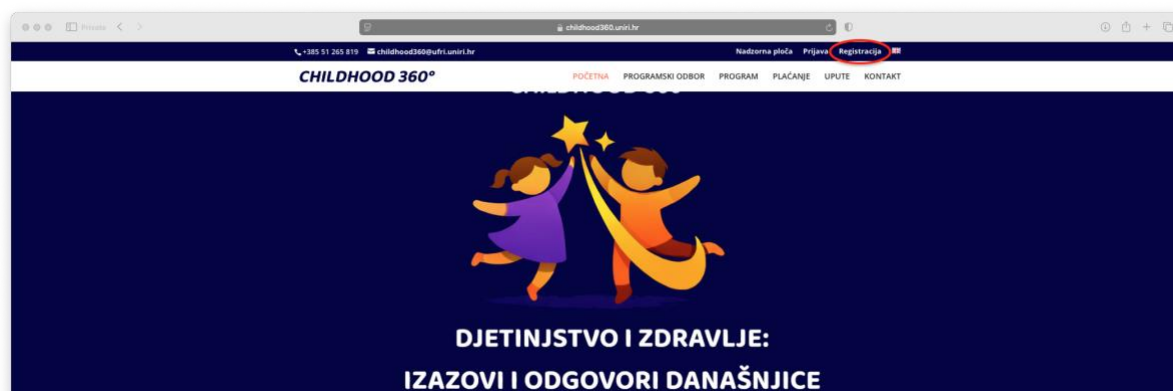 Private
childhood360.uniri.hr
+385 51 265 819 childhood360@ufri.uniri.hr Nadzorna ploča Prijava Registracija
CHILDHOOD 360° POČETNA PROGRAMSKI ODBOR PROGRAM PLAĆANJE UPUTE KONTAKT
DJETINJSTVO I ZDRAVLJE:
IZAZOVI I ODGOVORI DANAŠNJICE